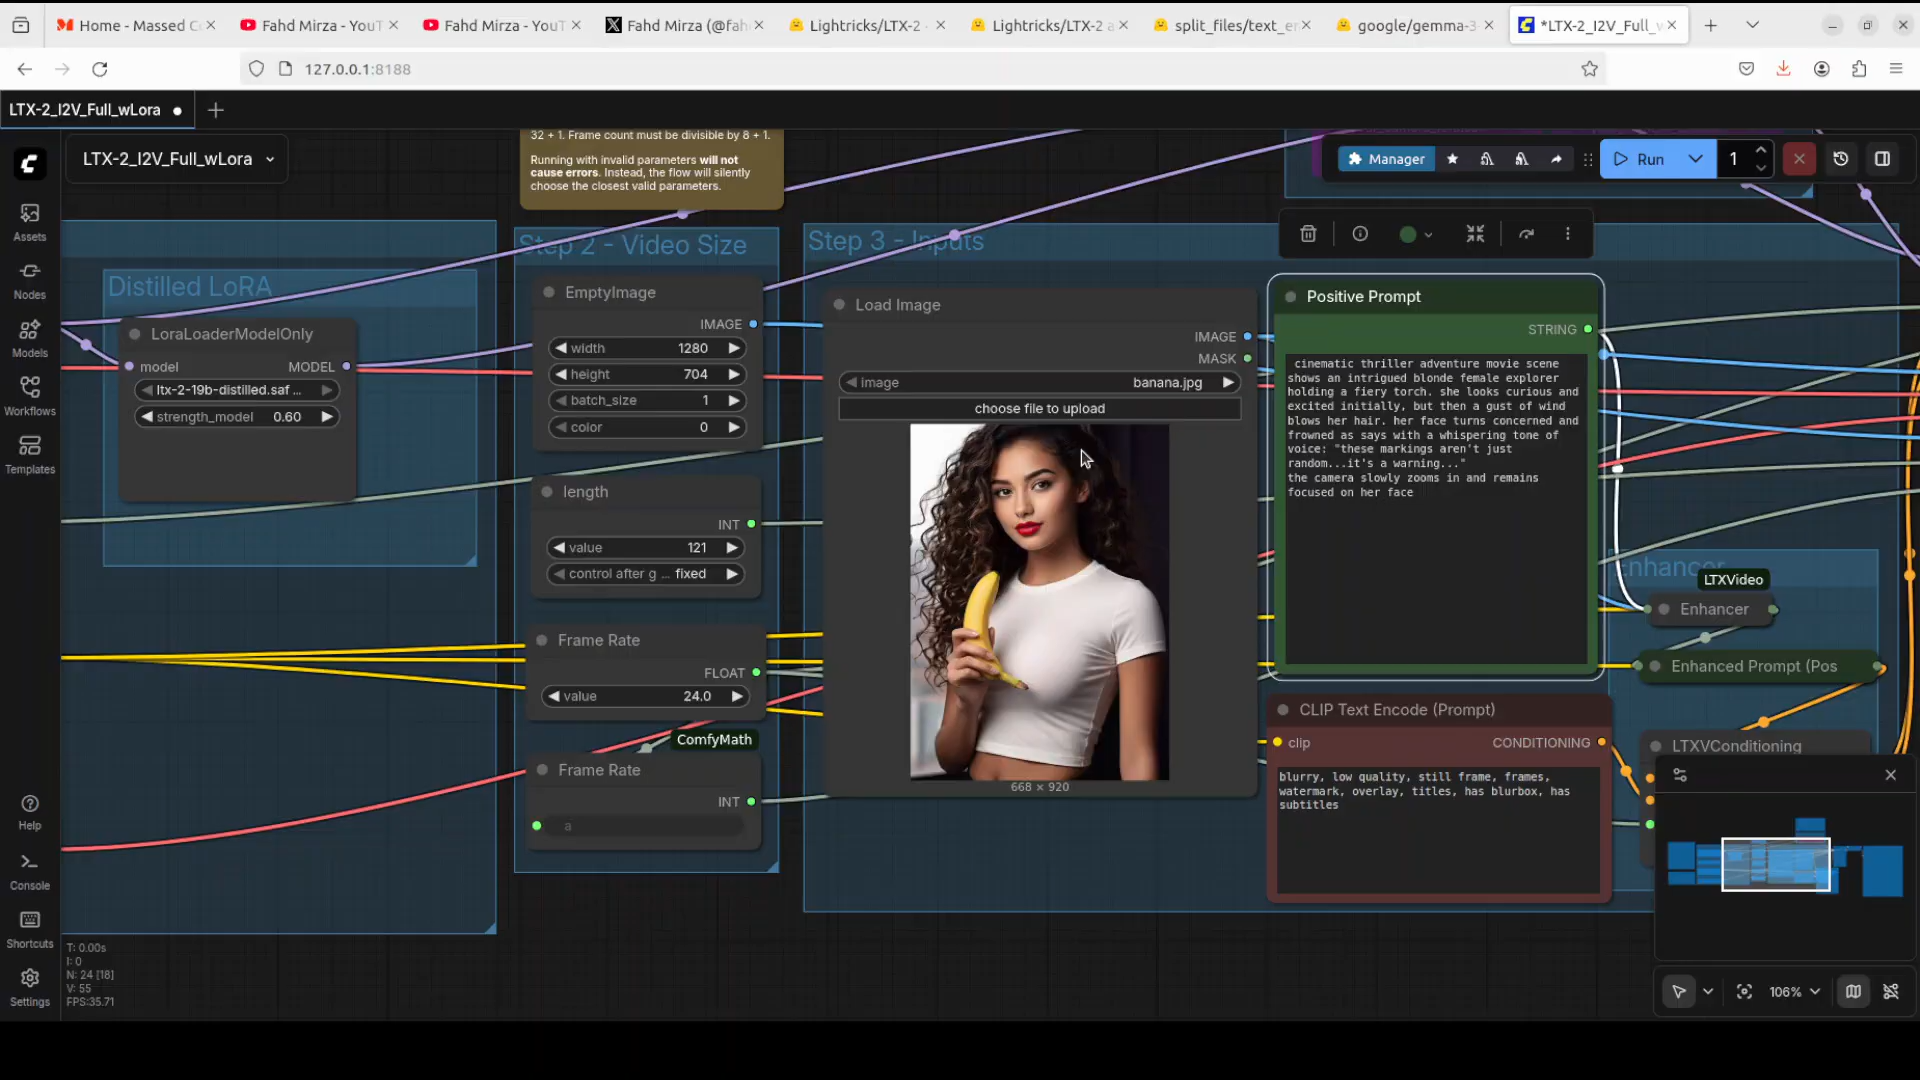 Home - Massed C
Fahd Mirza - YouT
Fahd Mirza - YouT
Fahd Mirza (@fah
Lightricks/LTX-2 -
Lightricks/LTX-2 a
split_files/text_er
google/gemma-3-
*LTX-2_I2V_Full_w
127.0.0.1:8188
LTX-2_I2V_Full_wLora
LTX-2_I2V_Full_wLora
32 + 1. Frame count must be divisible by 8 + 1.
Running with invalid parameters will not
cause errors. Instead, the flow will silently
choose the closest valid parameters.
Manager
Run
1
Assets
Nodes
Models
Workflows
Templates
Help
Console
Shortcuts
Settings
Distilled LoRA
LoraLoaderModelOnly
model MODEL
ltx-2-19b-distilled.saf ...
strength_model 0.60
Step 2 - Video Size
EmptyImage
IMAGE
width 1280
height 704
batch_size 1
color 0
length
INT
value 121
control after g ... fixed
Frame Rate
FLOAT
value 24.0
ComfyMath
Frame Rate
INT
a
Step 3 - Inputs
Load Image
IMAGE
MASK
image banana.jpg
choose file to upload
668 × 920
Positive Prompt
STRING
cinematic thriller adventure movie scene
shows an intrigued blonde female explorer
holding a fiery torch. she looks curious and
excited initially, but then a gust of wind
blows her hair. her face turns concerned and
frowned as says with a whispering tone of
voice: "these markings aren't just
random...it's a warning..."
the camera slowly zooms in and remains
focused on her face
CLIP Text Encode (Prompt)
clip CONDITIONING
blurry, low quality, still frame, frames,
watermark, overlay, titles, has blurbox, has
subtitles
Enhancer
LTXVideo
Enhancer
Enhanced Prompt (Pos
LTXVConditioning
T: 0.00s
I: 0
N: 24 [18]
V: 55
FPS:35.71
106%